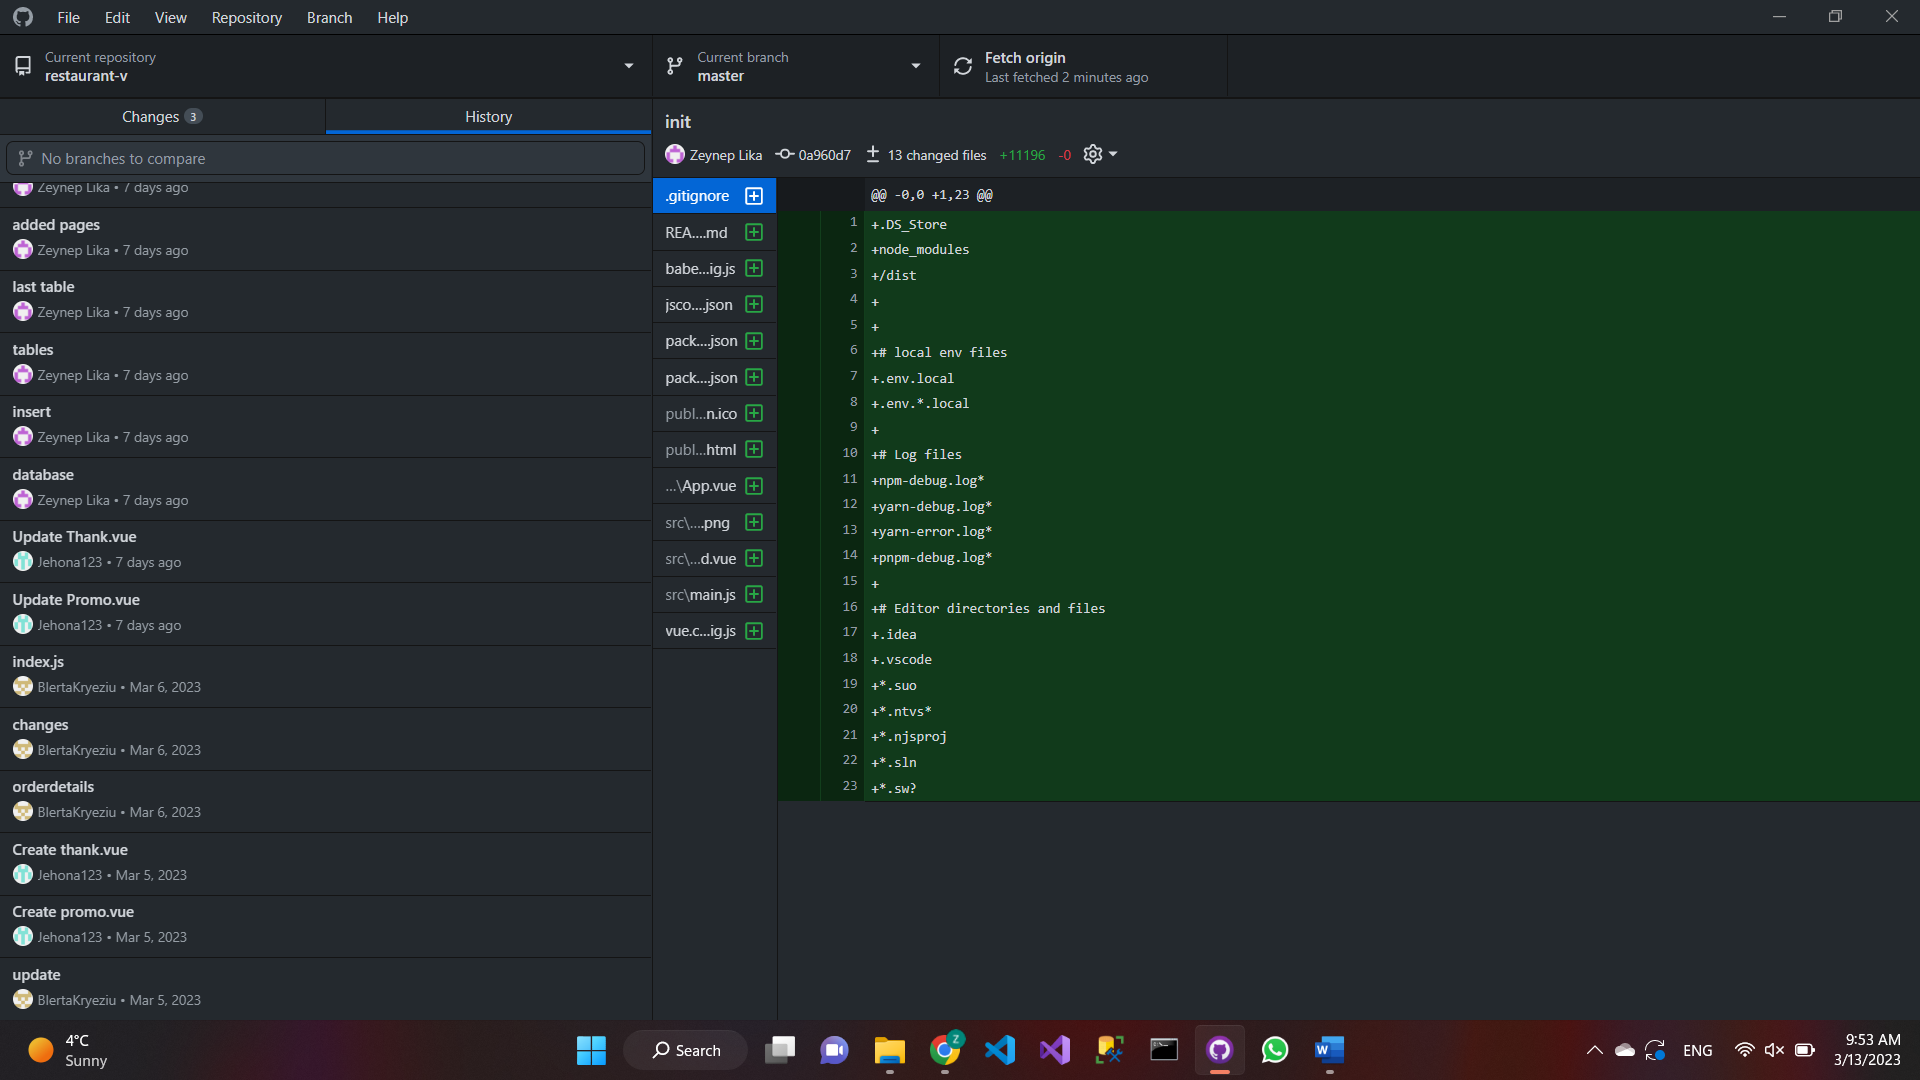 File Edit View Repository Branch Help
Current repository
restaurant-v
Current branch
master
Fetch origin
Last fetched 2 minutes ago
Changes 3
History
No branches to compare
Zeynep Lika • 7 days ago
added pages
Zeynep Lika • 7 days ago
last table
Zeynep Lika • 7 days ago
tables
Zeynep Lika • 7 days ago
insert
Zeynep Lika • 7 days ago
database
Zeynep Lika • 7 days ago
Update Thank.vue
Jehona123 • 7 days ago
Update Promo.vue
Jehona123 • 7 days ago
index.js
BlertaKryeziu • Mar 6, 2023
changes
BlertaKryeziu • Mar 6, 2023
orderdetails
BlertaKryeziu • Mar 6, 2023
Create thank.vue
Jehona123 • Mar 5, 2023
Create promo.vue
Jehona123 • Mar 5, 2023
update
BlertaKryeziu • Mar 5, 2023
init
Zeynep Lika 0a960d7 13 changed files +11196 -0
.gitignore
REA....md
babe...ig.js
jsco....json
pack....json
pack....json
publ...n.ico
publ...html
...\App.vue
src\....png
src\...d.vue
src\main.js
vue.c...ig.js
@@ -0,0 +1,23 @@
1 +.DS_Store
2 +node_modules
3 +/dist
4 +
5 +
6 +# local env files
7 +.env.local
8 +.env.*.local
9 +
10 +# Log files
11 +npm-debug.log*
12 +yarn-debug.log*
13 +yarn-error.log*
14 +pnpm-debug.log*
15 +
16 +# Editor directories and files
17 +.idea
18 +.vscode
19 +*.suo
20 +*.ntvs*
21 +*.njsproj
22 +*.sln
23 +*.sw?
4°C
Sunny
Search
Z
W
ENG
9:53 AM
3/13/2023